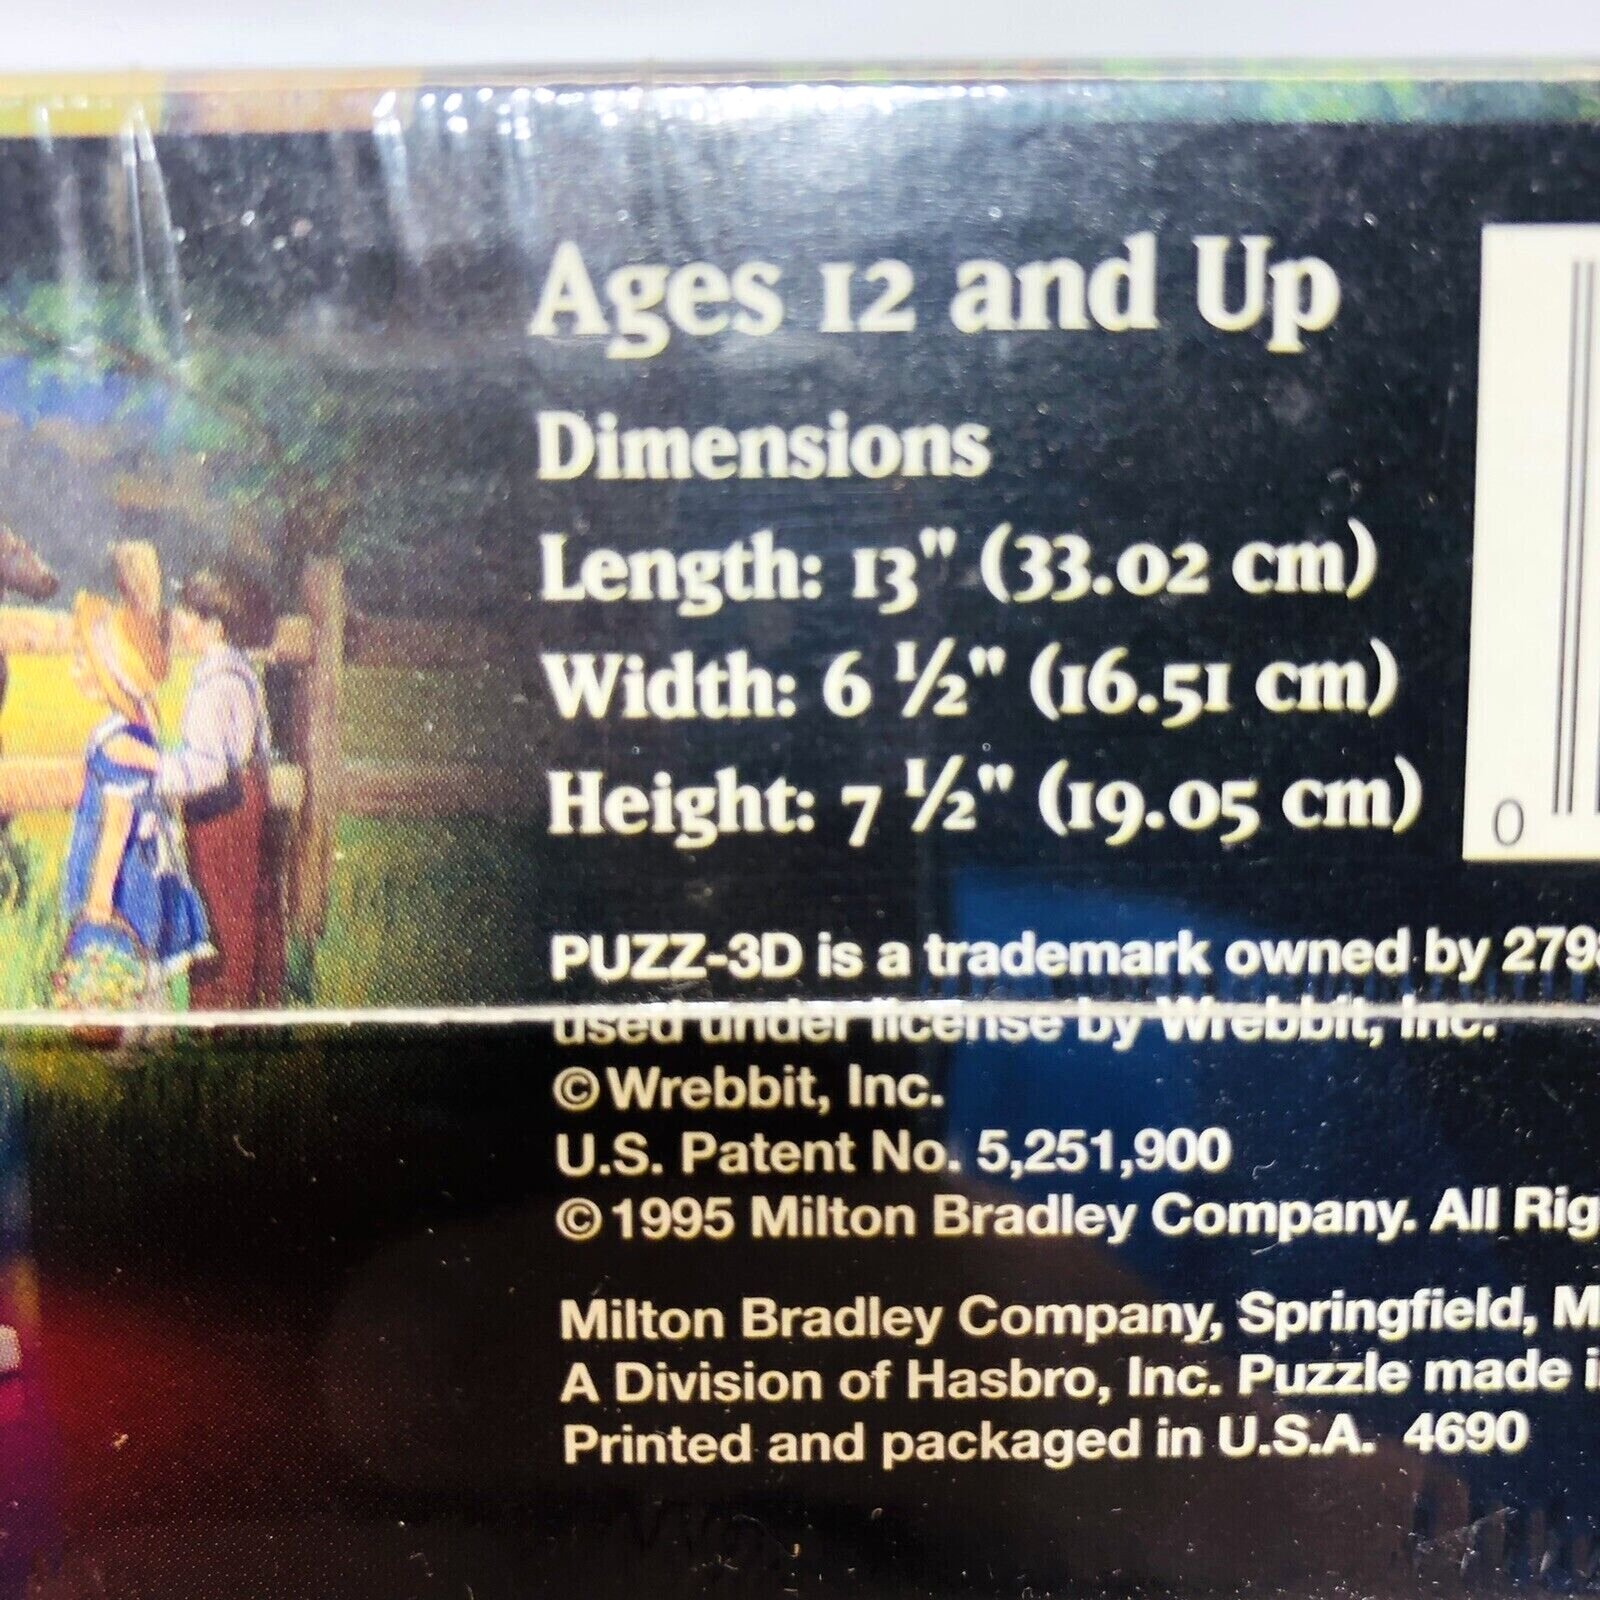 Ages 12 and Up
Dimensions
Length: 13" (33.02 cm)
Width: 6 ½" (16.51 cm)
Height: 7 ½" (19.05 cm)
0
PUZZ-3D is a trademark owned by 279
used under license by Wrebbit, Inc.
© Wrebbit, Inc.
U.S. Patent No. 5,251,900
© 1995 Milton Bradley Company. All Rig
Milton Bradley Company, Springfield, M
A Division of Hasbro, Inc. Puzzle made i
Printed and packaged in U.S.A. 4690